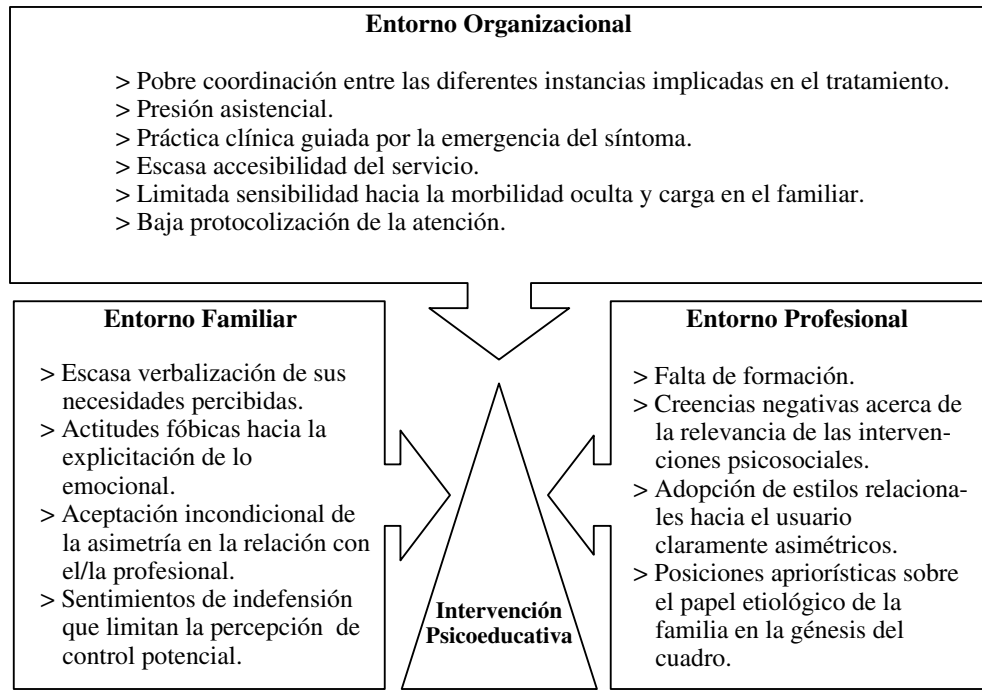 Entorno Organizacional
> Pobre coordinación entre las diferentes instancias implicadas en el tratamiento.
> Presión asistencial.
> Práctica clínica guiada por la emergencia del síntoma.
> Escasa accesibilidad del servicio.
> Limitada sensibilidad hacia la morbilidad oculta y carga en el familiar.
> Baja protocolización de la atención.
Entorno Familiar
> Escasa verbalización de sus
necesidades percibidas.
> Actitudes fóbicas hacia la
explicitación de lo
emocional.
> Aceptación incondicional de
la asimetría en la relación con
el/la profesional.
> Sentimientos de indefensión
que limitan la percepción de
control potencial.
Intervención
Psicoeducativa
Entorno Profesional
> Falta de formación.
> Creencias negativas acerca de
la relevancia de las interven-
ciones psicosociales.
> Adopción de estilos relaciona-
les hacia el usuario
claramente asimétricos.
> Posiciones apriorísticas sobre
el papel etiológico de la
familia en la génesis del
cuadro.